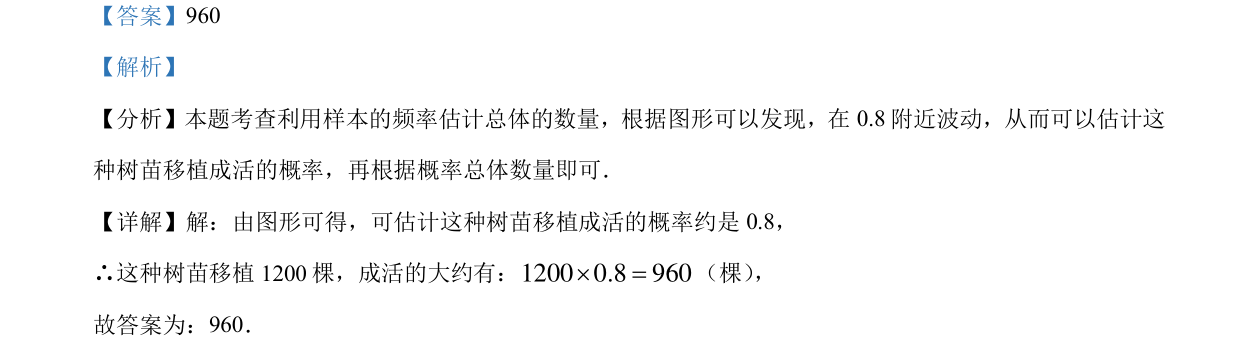 【答案】960
【解析】
【分析】本题考查利用样本的频率估计总体的数量，根据图形可以发现，在 0.8 附近波动，从而可以估计这
种树苗移植成活的概率，再根据概率总体数量即可．
【详解】解：由图形可得，可估计这种树苗移植成活的概率约是 0.8，
∴这种树苗移植 1200 棵，成活的大约有：1200×0.8＝960（棵），
故答案为：960．